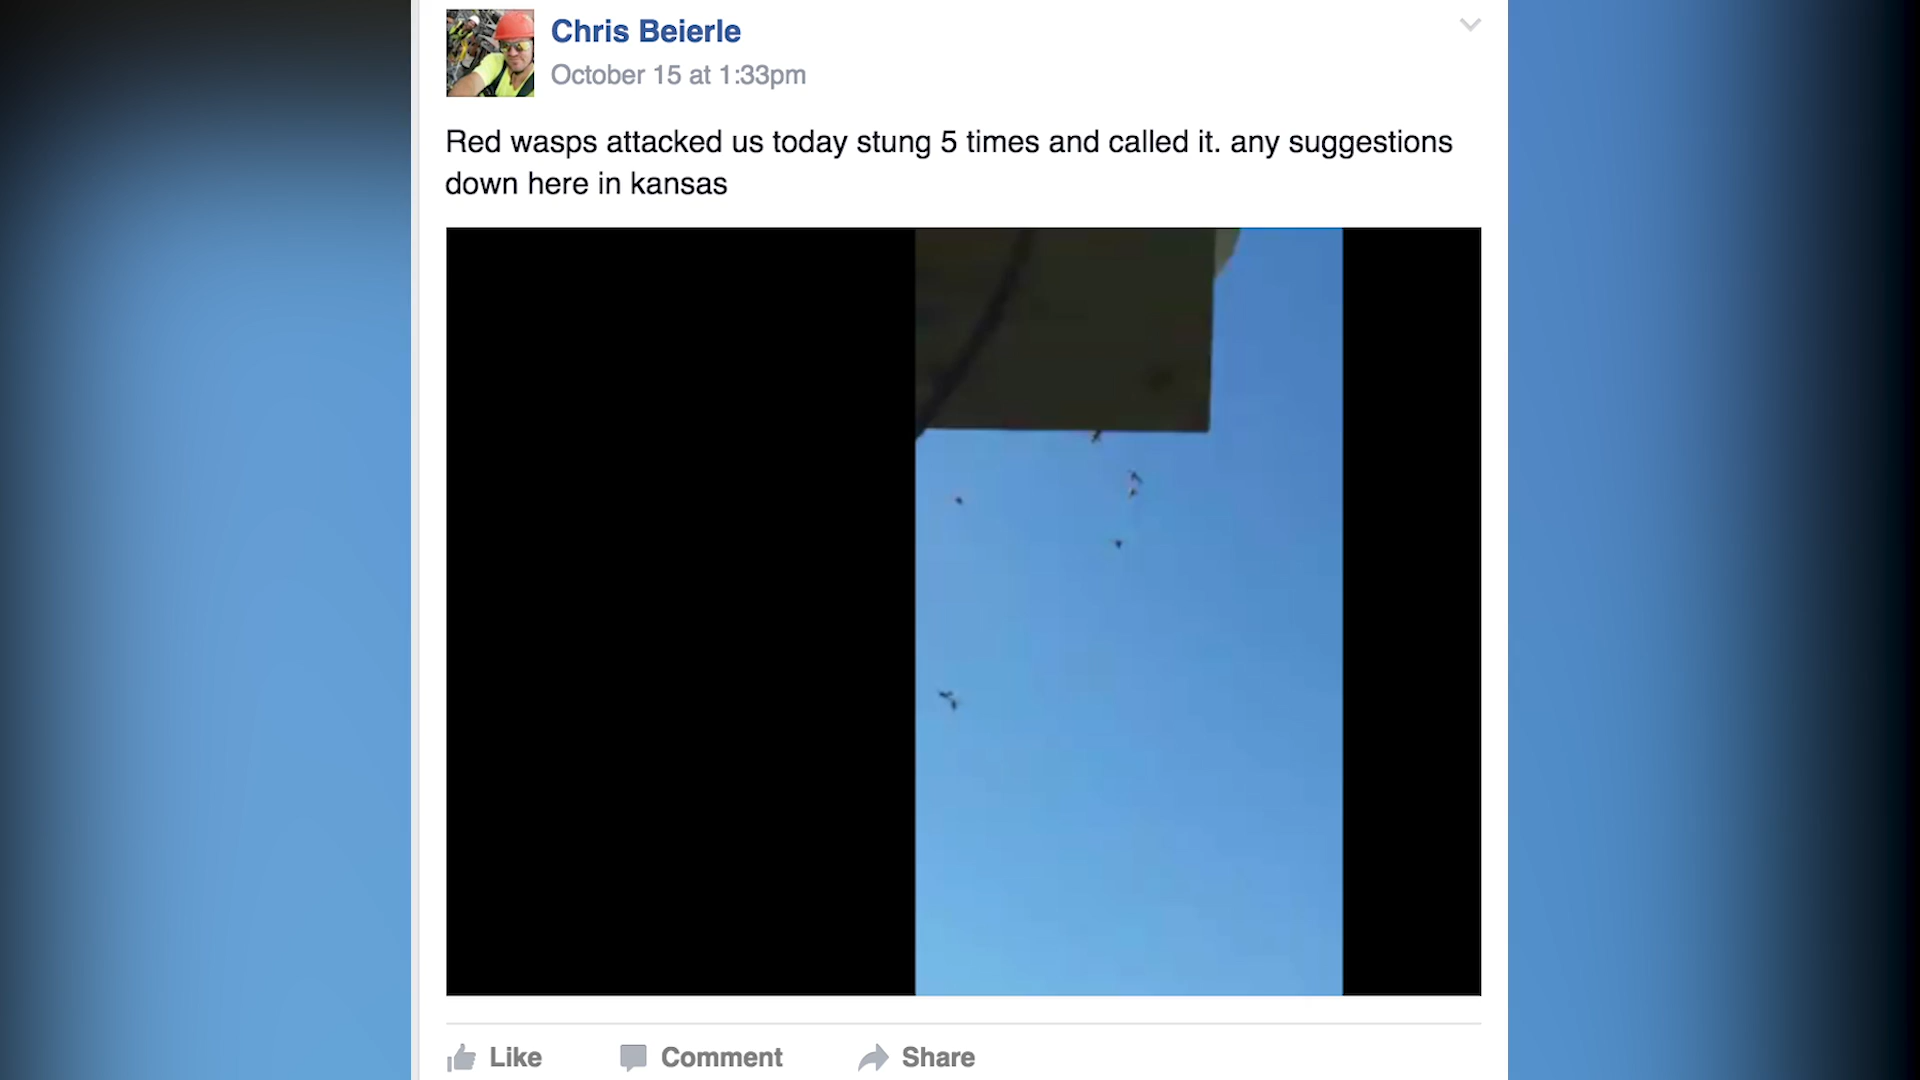 Chris Beierle
October 15 at 1:33pm
Red wasps attacked us today stung 5 times and called it. any suggestions
down here in kansas
Like Comment Share